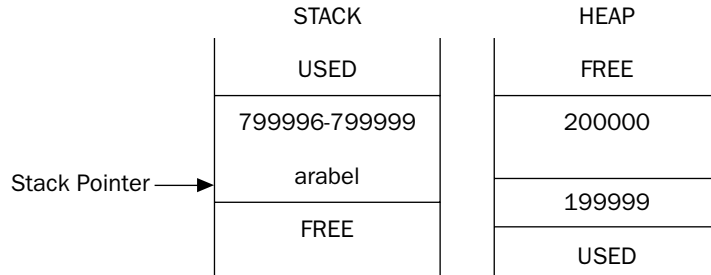 STACK
HEAP
USED
FREE
799996-799999
200000
Stack Pointer
arabel
199999
FREE
USED